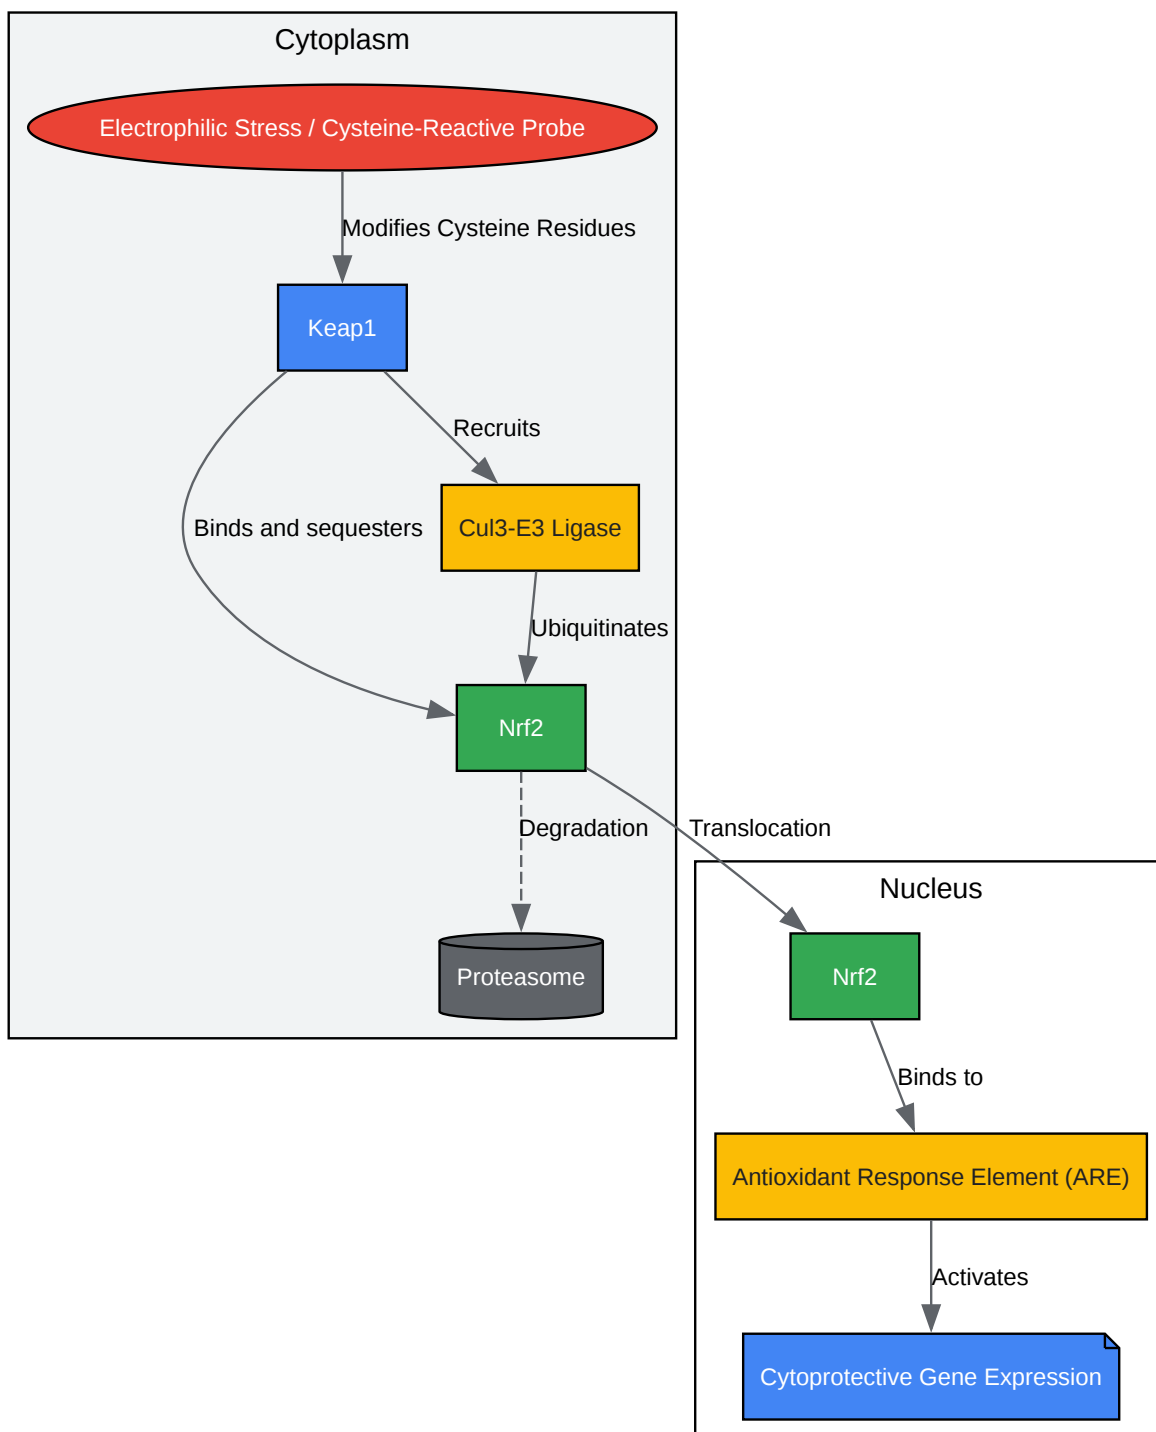 Cytoplasm
Electrophilic Stress / Cysteine-Reactive Probe
Modifies Cysteine Residues
Keap1
Recruits
Binds and sequesters
Cul3-E3 Ligase
Ubiquitinates
Nrf2
Degradation
Translocation
Proteasome
Nucleus
Nrf2
Binds to
Antioxidant Response Element (ARE)
Activates
Cytoprotective Gene Expression